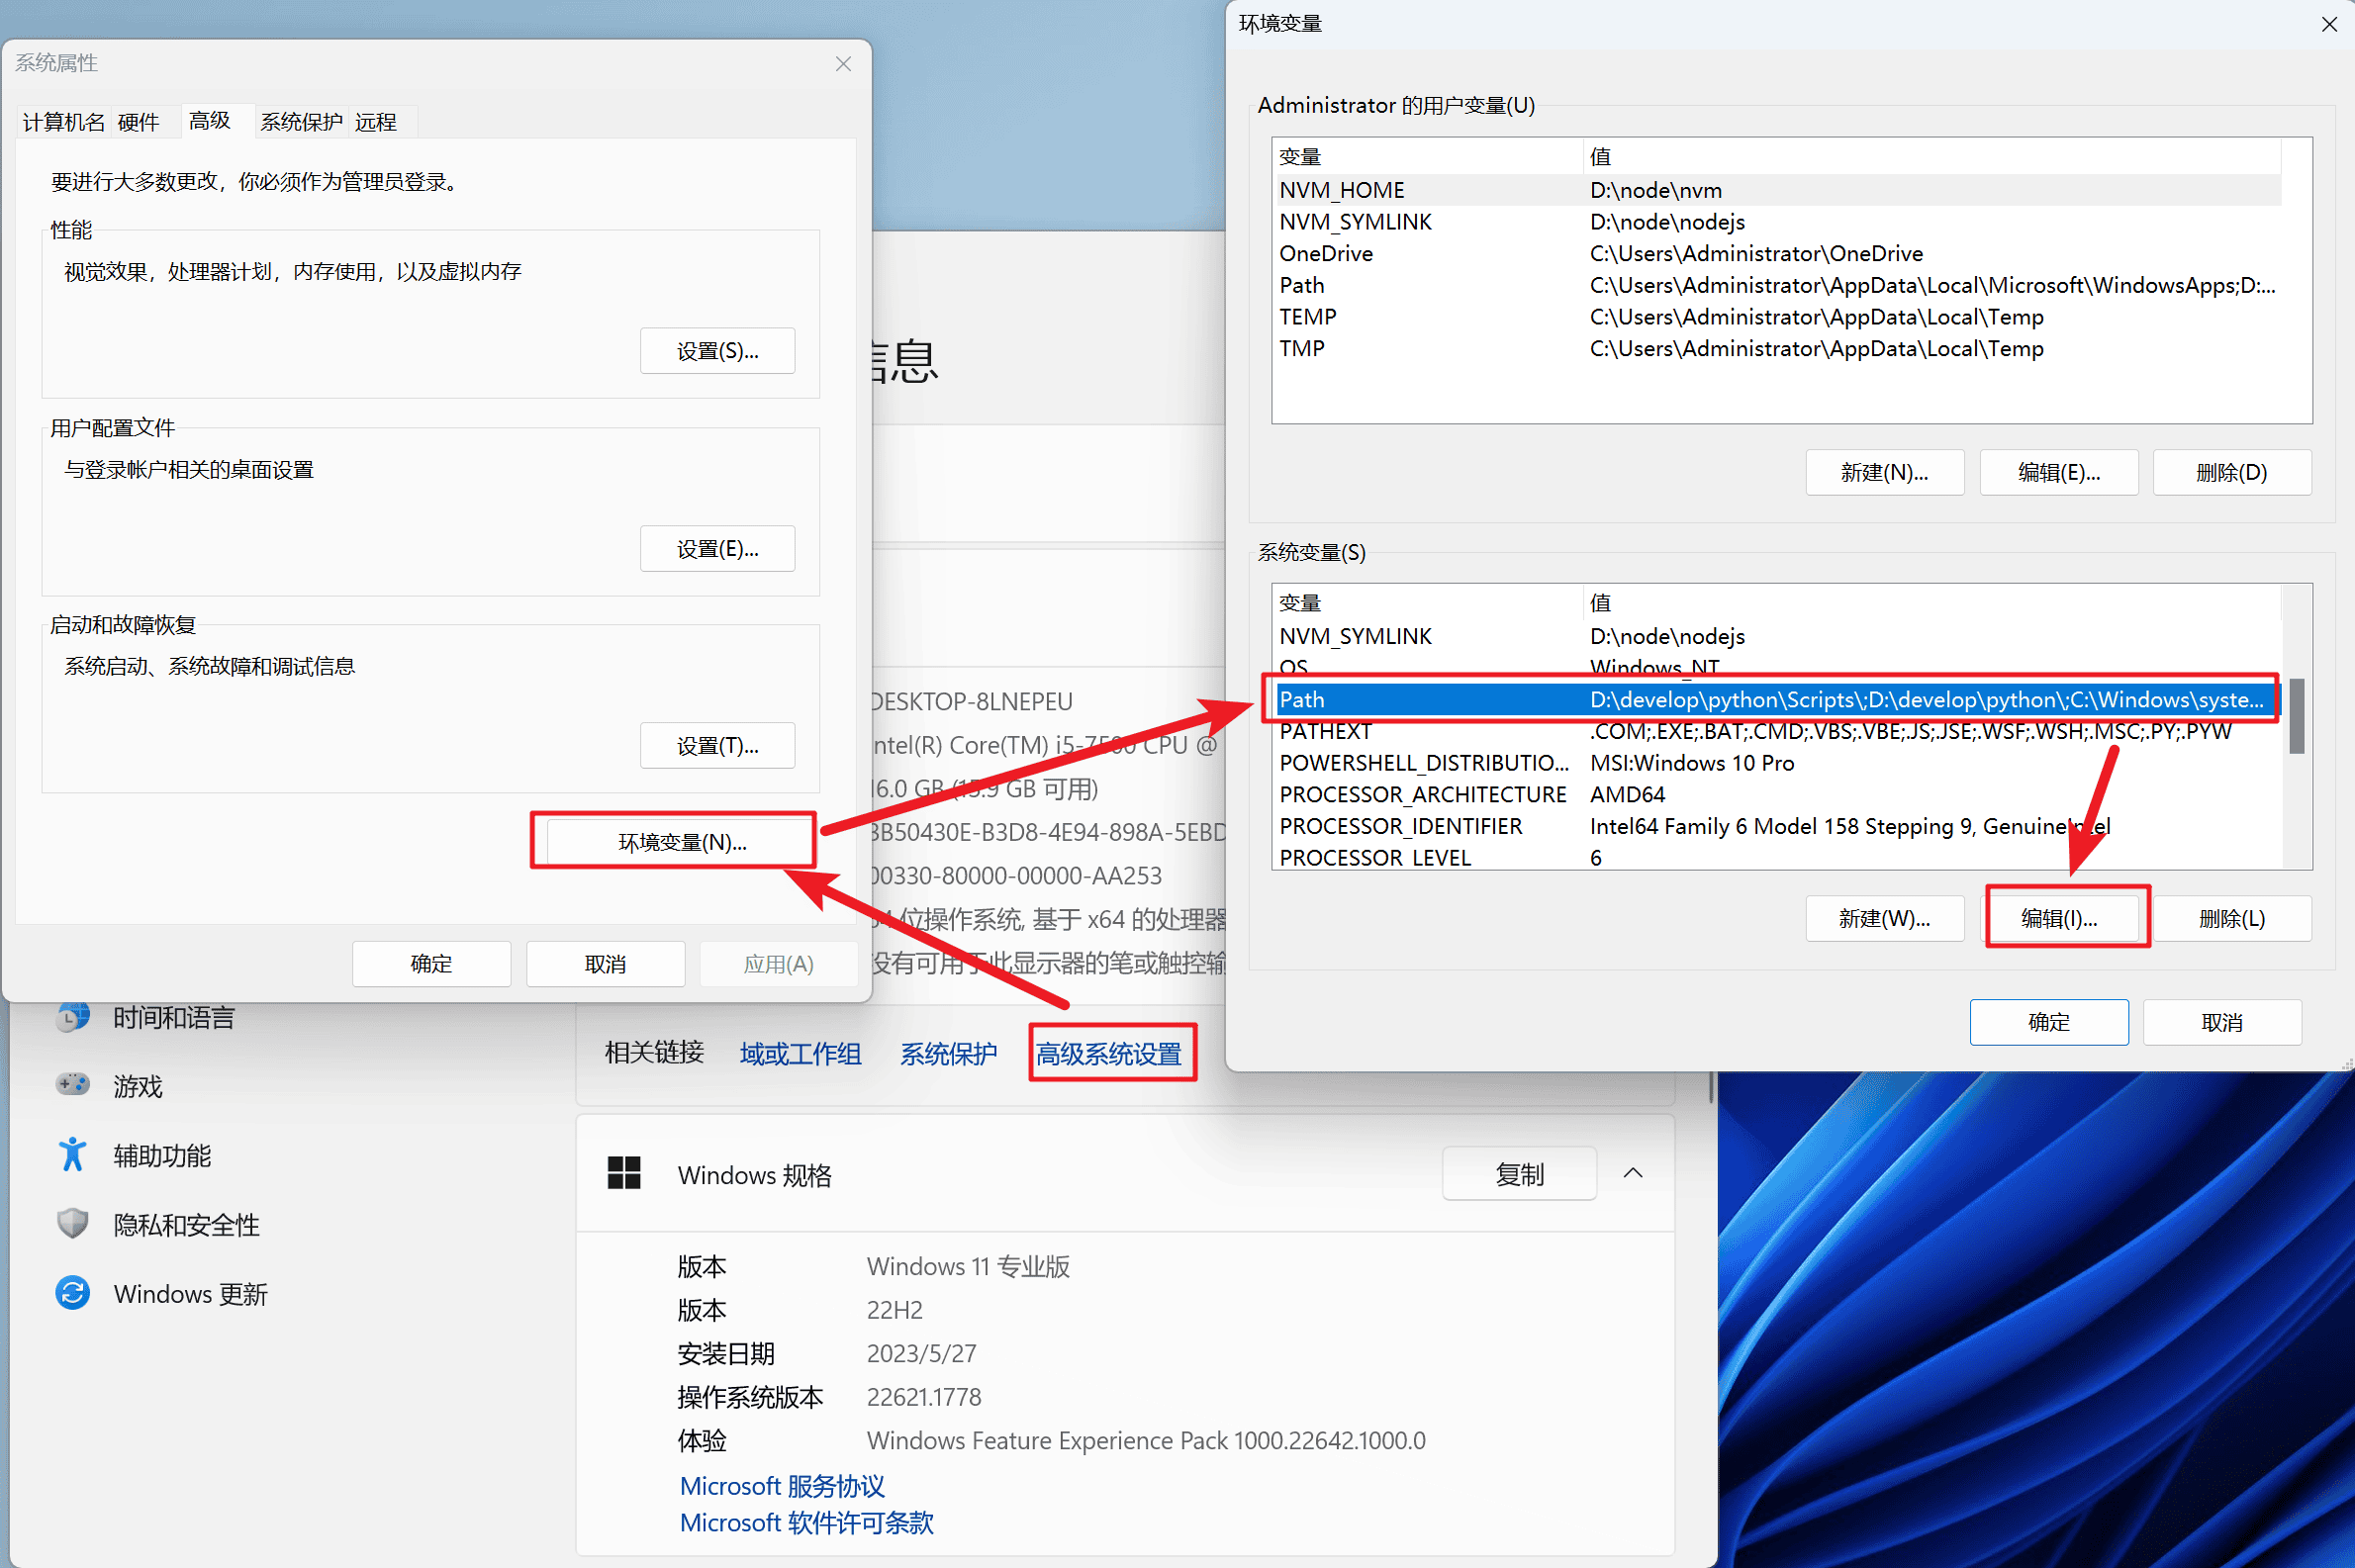 系统属性
计算机名 硬件 高级 系统保护 远程
要进行大多数更改，你必须作为管理员登录。
性能
视觉效果，处理器计划，内存使用，以及虚拟内存
设置(S)...
用户配置文件
与登录帐户相关的桌面设置
设置(E)...
启动和故障恢复
系统启动、系统故障和调试信息
设置(T)...
环境变量(N)...
确定 取消 应用(A)
信息
DESKTOP-8LNEPEU
Intel(R) Core(TM) i5-7500 CPU @
16.0 GB (15.9 GB 可用)
3B50430E-B3D8-4E94-898A-5EBD
00330-80000-00000-AA253
64 位操作系统, 基于 x64 的处理器
没有可用于此显示器的笔或触控输
相关链接 域或工作组 系统保护 高级系统设置
时间和语言
游戏
辅助功能
隐私和安全性
Windows 更新
Windows 规格
复制
版本 Windows 11 专业版
版本 22H2
安装日期 2023/5/27
操作系统版本 22621.1778
体验 Windows Feature Experience Pack 1000.22642.1000.0
Microsoft 服务协议
Microsoft 软件许可条款
环境变量
Administrator 的用户变量(U)
变量 值
NVM_HOME D:\node\nvm
NVM_SYMLINK D:\node\nodejs
OneDrive C:\Users\Administrator\OneDrive
Path C:\Users\Administrator\AppData\Local\Microsoft\WindowsApps;D:...
TEMP C:\Users\Administrator\AppData\Local\Temp
TMP C:\Users\Administrator\AppData\Local\Temp
新建(N)... 编辑(E)... 删除(D)
系统变量(S)
变量 值
NVM_SYMLINK D:\node\nodejs
OS Windows_NT
Path D:\develop\python\Scripts\;D:\develop\python\;C:\Windows\syste...
PATHEXT .COM;.EXE;.BAT;.CMD;.VBS;.VBE;.JS;.JSE;.WSF;.WSH;.MSC;.PY;.PYW
POWERSHELL_DISTRIBUTIO... MSI:Windows 10 Pro
PROCESSOR_ARCHITECTURE AMD64
PROCESSOR_IDENTIFIER Intel64 Family 6 Model 158 Stepping 9, GenuineIntel
PROCESSOR_LEVEL 6
新建(W)... 编辑(I)... 删除(L)
确定 取消